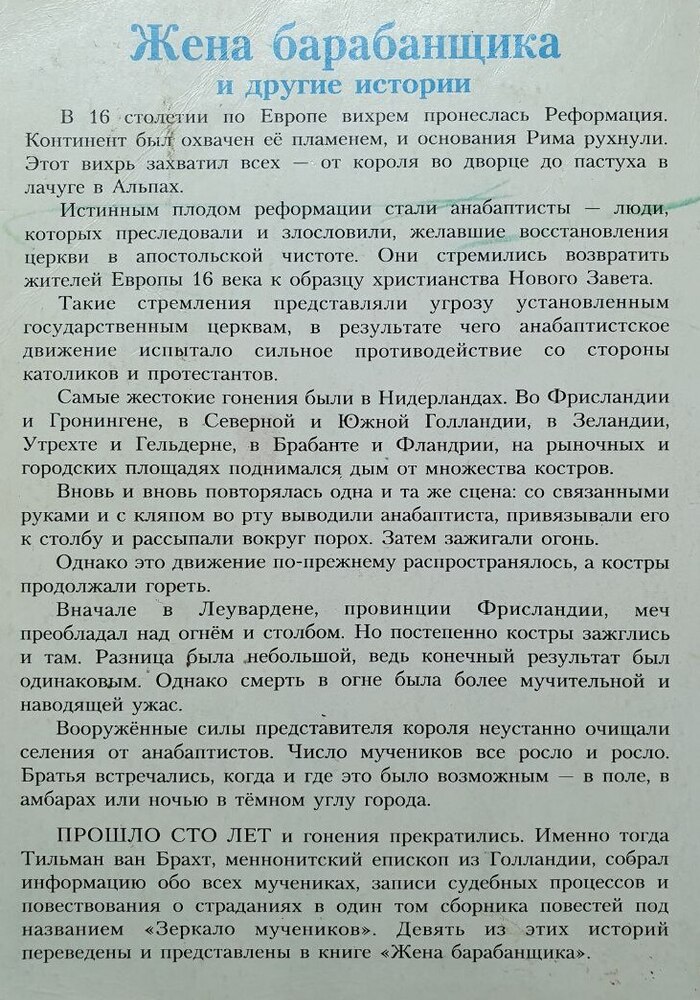 Жена барабанщика
и другие истории
В 16 столетии по Европе вихрем пронеслась Реформация.
Континент был охвачен её пламенем, и основания Рима рухнули.
Этот вихрь захватил всех — от короля во дворце до пастуха в
лачуге в Альпах.
Истинным плодом реформации стали анабаптисты — люди,
которых преследовали и злословили, желавшие восстановления
церкви в апостольской чистоте. Они стремились возвратить
жителей Европы 16 века к образцу христианства Нового Завета.
Такие стремления представляли угрозу установленным
государственным церквам, в результате чего анабаптистское
движение испытало сильное противодействие со стороны
католиков и протестантов.
Самые жестокие гонения были в Нидерландах. Во Фрисландии
и Гронингене, в Северной и Южной Голландии, в Зеландии,
Утрехте и Гельдерне, в Брабанте и Фландрии, на рыночных и
городских площадях поднимался дым от множества костров.
Вновь и вновь повторялась одна и та же сцена: со связанными
руками и с кляпом во рту выводили анабаптиста, привязывали его
к столбу и рассыпали вокруг порох. Затем зажигали огонь.
Однако это движение по-прежнему распространялось, а костры
продолжали гореть.
Вначале в Леувардене, провинции Фрисландии, меч
преобладал над огнём и столбом. Но постепенно костры зажглись
и там. Разница была небольшой, ведь конечный результат был
одинаковым. Однако смерть в огне была более мучительной и
наводящей ужас.
Вооружённые силы представителя короля неустанно очищали
селения от анабаптистов. Число мучеников все росло и росло.
Братья встречались, когда и где это было возможным — в поле, в
амбарах или ночью в тёмном углу города.
ПРОШЛО СТО ЛЕТ и гонения прекратились. Именно тогда
Тильман ван Брахт, меннонитский епископ из Голландии, собрал
информацию обо всех мучениках, записи судебных процессов и
повествования о страданиях в один том сборника повестей под
названием «Зеркало мучеников». Девять из этих историй
переведены и представлены в книге «Жена барабанщика».